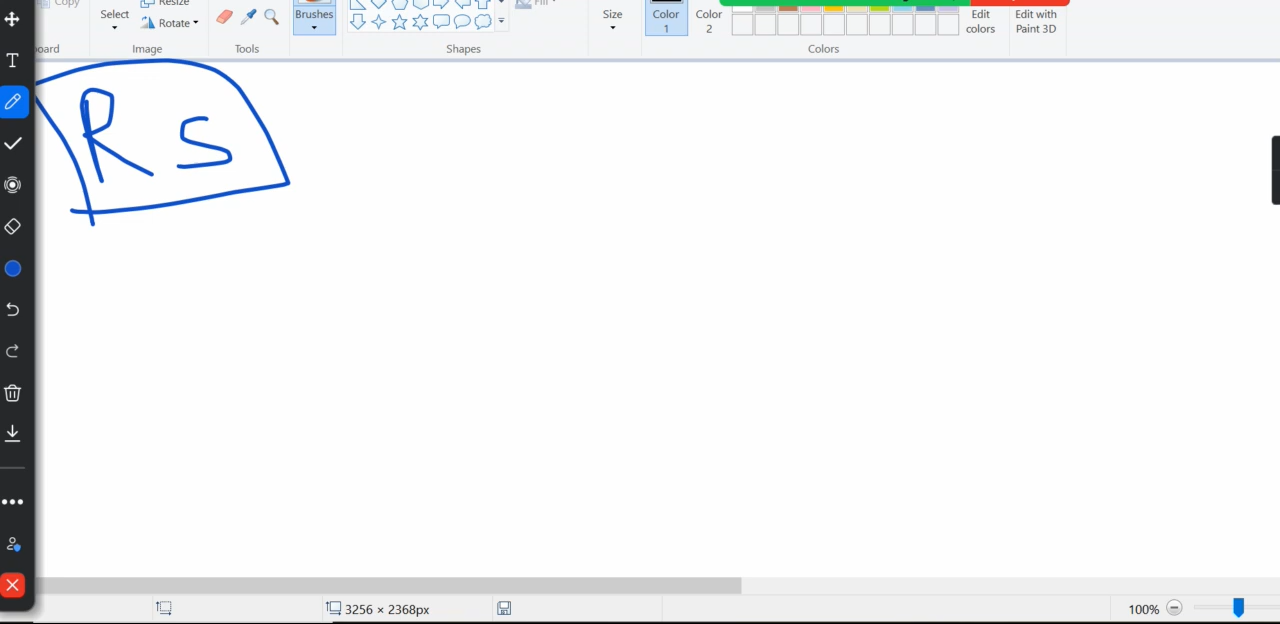 Copy
Resize
Select
Rotate
Brushes
Fill
Size
Color
1
Color
2
Edit
colors
Edit with
Paint 3D
oard
Image
Tools
Shapes
Colors
T
Rs
3256 × 2368px
100%